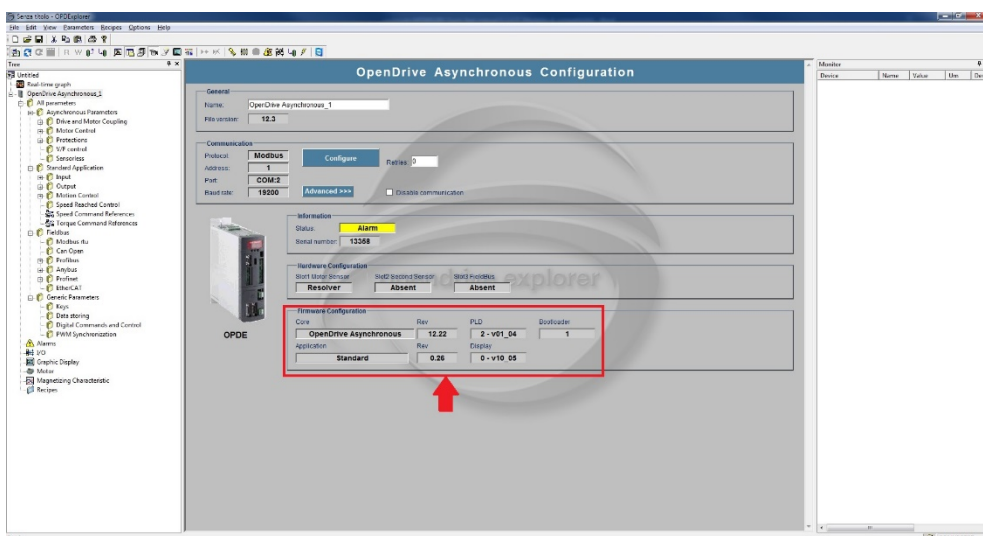 Senza titolo - OPDExplorer
File Edit View Parameters Recipes Options Help
Tree
Untitled
Real-time graph
OpenDrive Asynchronous_1
All parameters
Asynchronous Parameters
Drive and Motor Coupling
Motor Control
Protections
V/F control
Sensorless
Standard Application
Input
Output
Motion Control
Speed Reached Control
Speed Command References
Torque Command References
Fieldbus
Modbus rtu
Can Open
Profibus
Anybus
Profinet
EtherCAT
Generic Parameters
Keys
Data storing
Digital Commands and Control
PWM Synchronization
Alarms
I/O
Graphic Display
Motor
Magnetizing Characteristic
Recipes
OpenDrive Asynchronous Configuration
General
Name: OpenDrive Asynchronous_1
File version: 12.3
Communication
Protocol: Modbus Configure Retries: 0
Address: 1
Port: COM:2
Baud rate: 19200 Advanced >>> Disable communication
Information
Status: Alarm
Serial number: 13358
explorer
Hardware Configuration
Slot1 Motor Sensor Slot2 Second Sensor Slot3 FieldBus
Resolver Absent Absent
OPDE
Firmware Configuration
Core Rev PLD Bootloader
OpenDrive Asynchronous 12.22 2 - v01_04 1
Application Rev Display
Standard 0.26 0 - v10_05
Monitor
Device Name Value Um